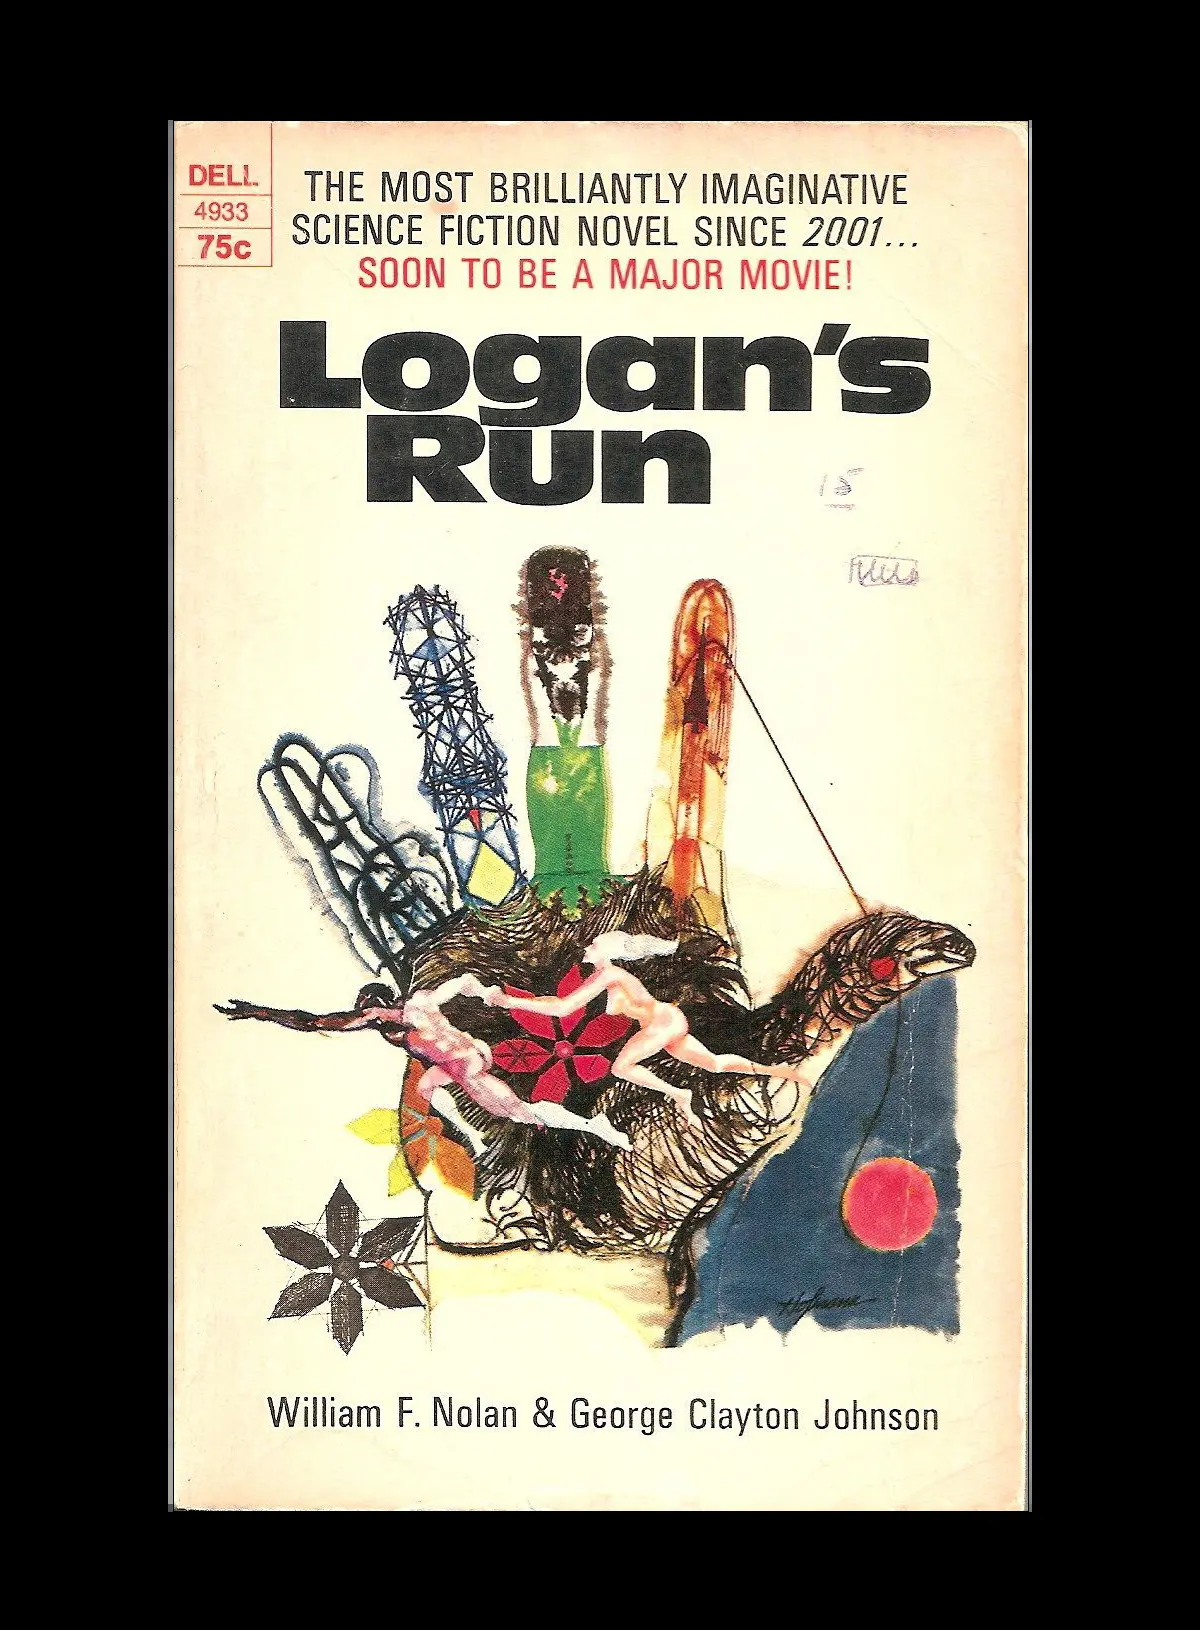 DELL
4933
75c
THE MOST BRILLIANTLY IMAGINATIVE
SCIENCE FICTION NOVEL SINCE 2001...
SOON TO BE A MAJOR MOVIE!
Logan's
Run
15
William F. Nolan & George Clayton Johnson